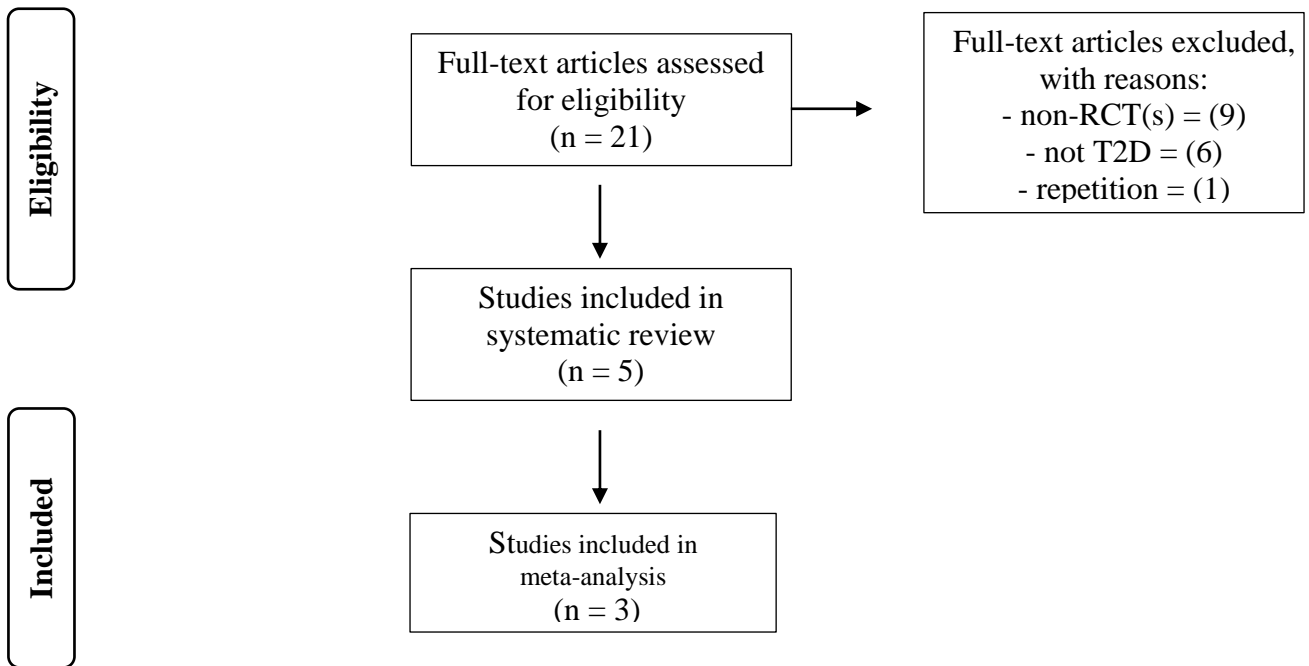 Eligibility
Full-text articles assessed
for eligibility
(n = 21)
Full-text articles excluded,
with reasons:
- non-RCT(s) = (9)
- not T2D = (6)
- repetition = (1)
Studies included in
systematic review
(n = 5)
Included
Studies included in
meta-analysis
(n = 3)